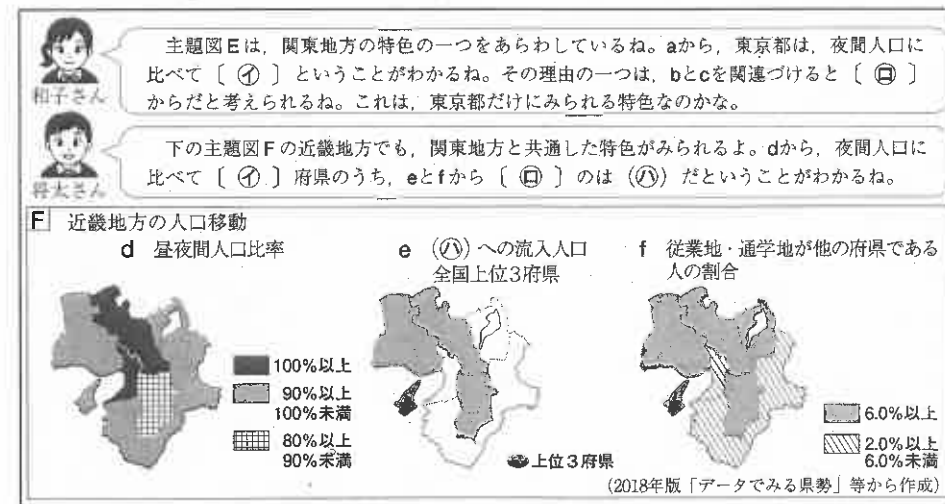 主題図Eは，関東地方の特色の一つをあらわしているね。aから，東京都は，夜間人口に
比べて〔 ㋑ 〕ということがわかるね。その理由の一つは，bとcを関連づけると〔 ㋺ 〕
からだと考えられるね。これは，東京都だけにみられる特色なのかな。
和子さん
下の主題図Fの近畿地方でも，関東地方と共通した特色がみられるよ。dから，夜間人口に
比べて〔 ㋑ 〕府県のうち，eとfから〔 ㋺ 〕のは（㋩）だということがわかるね。
将太さん
F 近畿地方の人口移動
d 昼夜間人口比率
100%以上
90%以上
100%未満
80%以上
90%未満
e （㋩）への流入人口
全国上位3府県
上位3府県
f 従業地・通学地が他の府県である
人の割合
6.0%以上
2.0%以上
6.0%未満
(2018年版「データでみる県勢」等から作成)